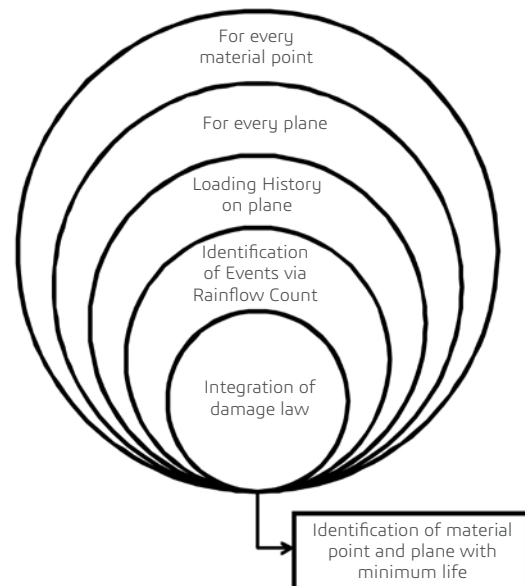 For every
material point
For every plane
Loading History
on plane
Identification
of Events via
Rainflow Count
Integration of
damage law
Identification of material
point and plane with
minimum life